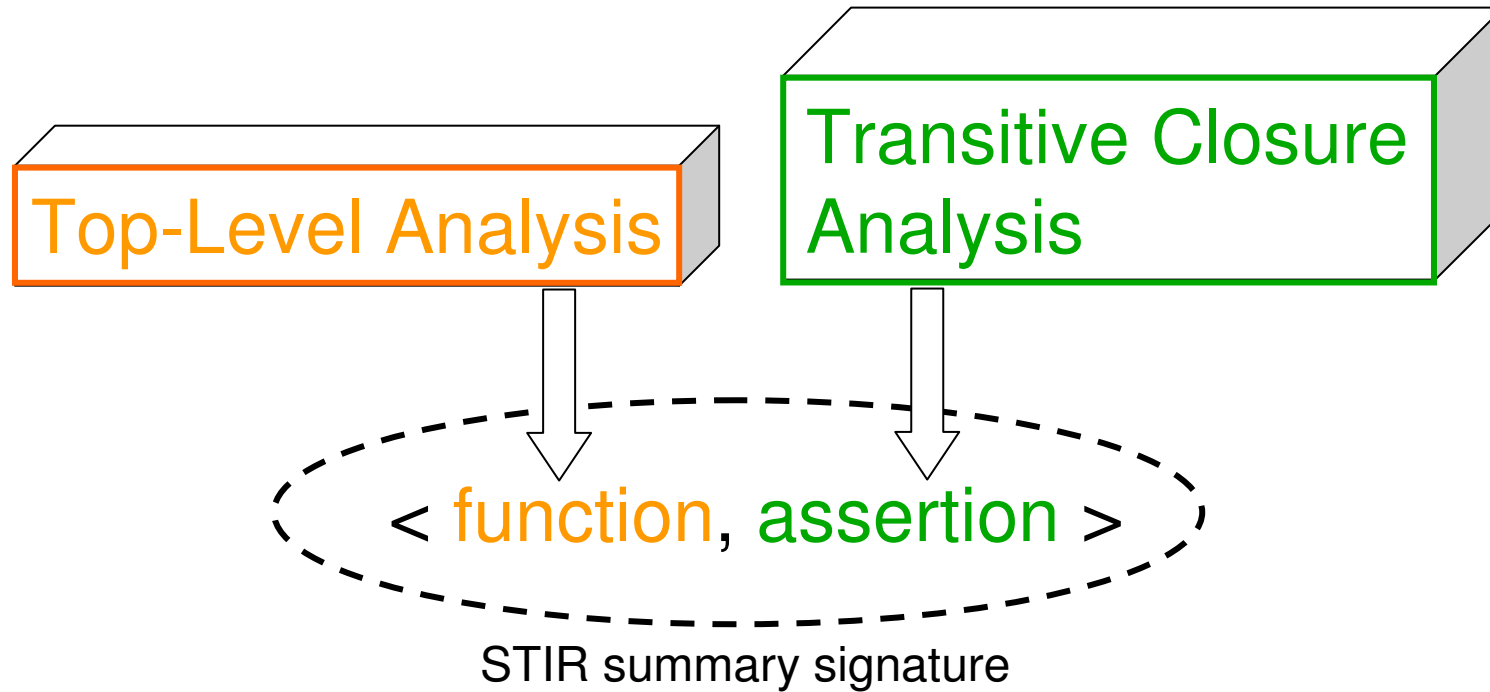 Top-Level Analysis
Transitive Closure
Analysis
< function, assertion >
STIR summary signature